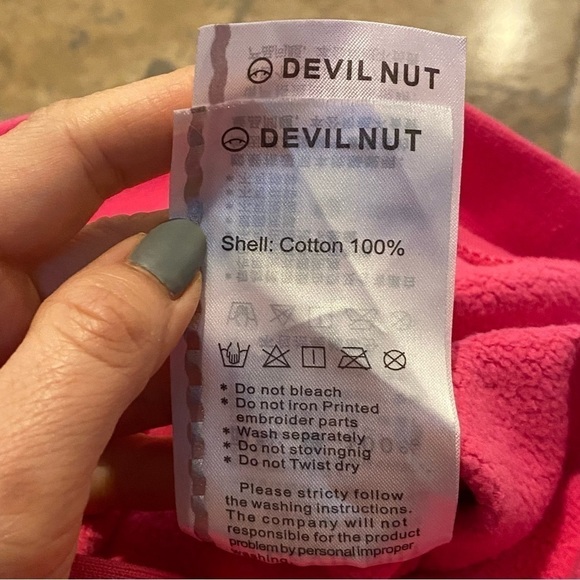 DEVIL NUT
DEVIL NUT
Shell: Cotton 100%
* Do not bleach
* Do not iron Printed
embroider parts
* Wash separately
* Do not stovingnig
* Do not Twist dry
Please strictly follow
the washing instructions.
The company will not
responsible for the product
problem by personal improper
washing.